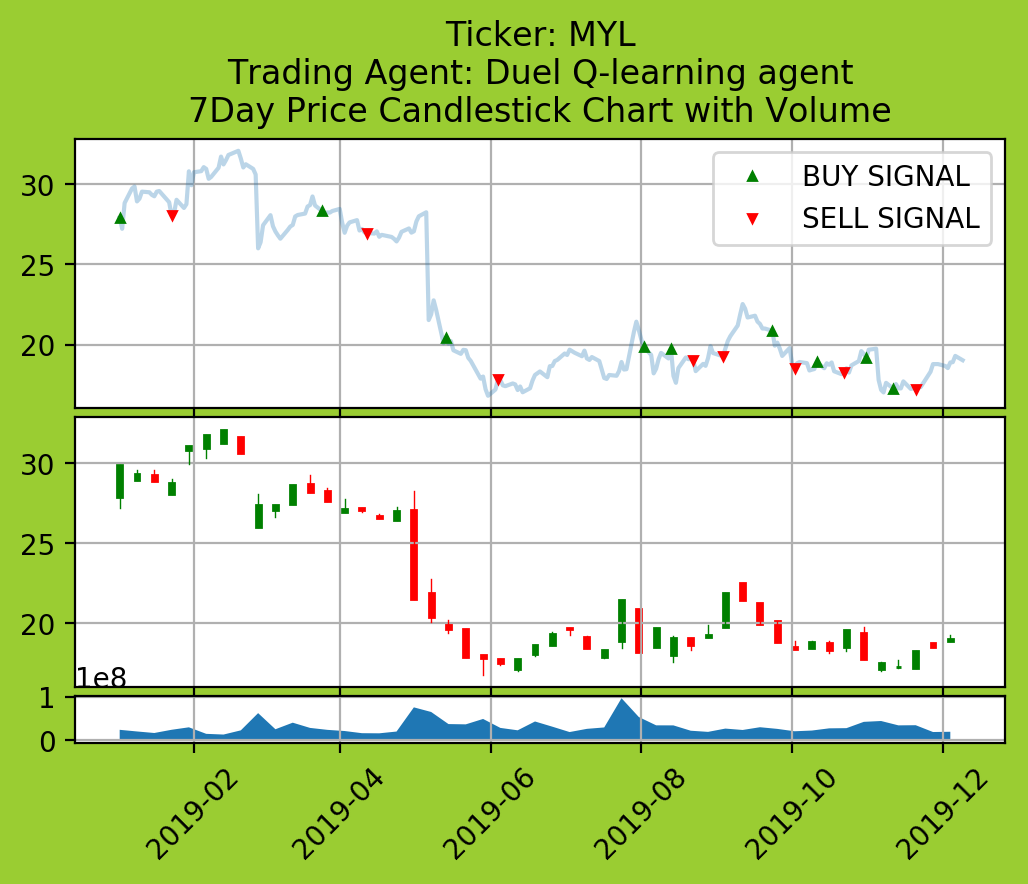 Ticker: MYL
Trading Agent: Duel Q-learning agent
7Day Price Candlestick Chart with Volume
BUY SIGNAL
SELL SIGNAL
30
25
20
30
25
20
1e8
1
0
2019-02
2019-04
2019-06
2019-08
2019-10
2019-12